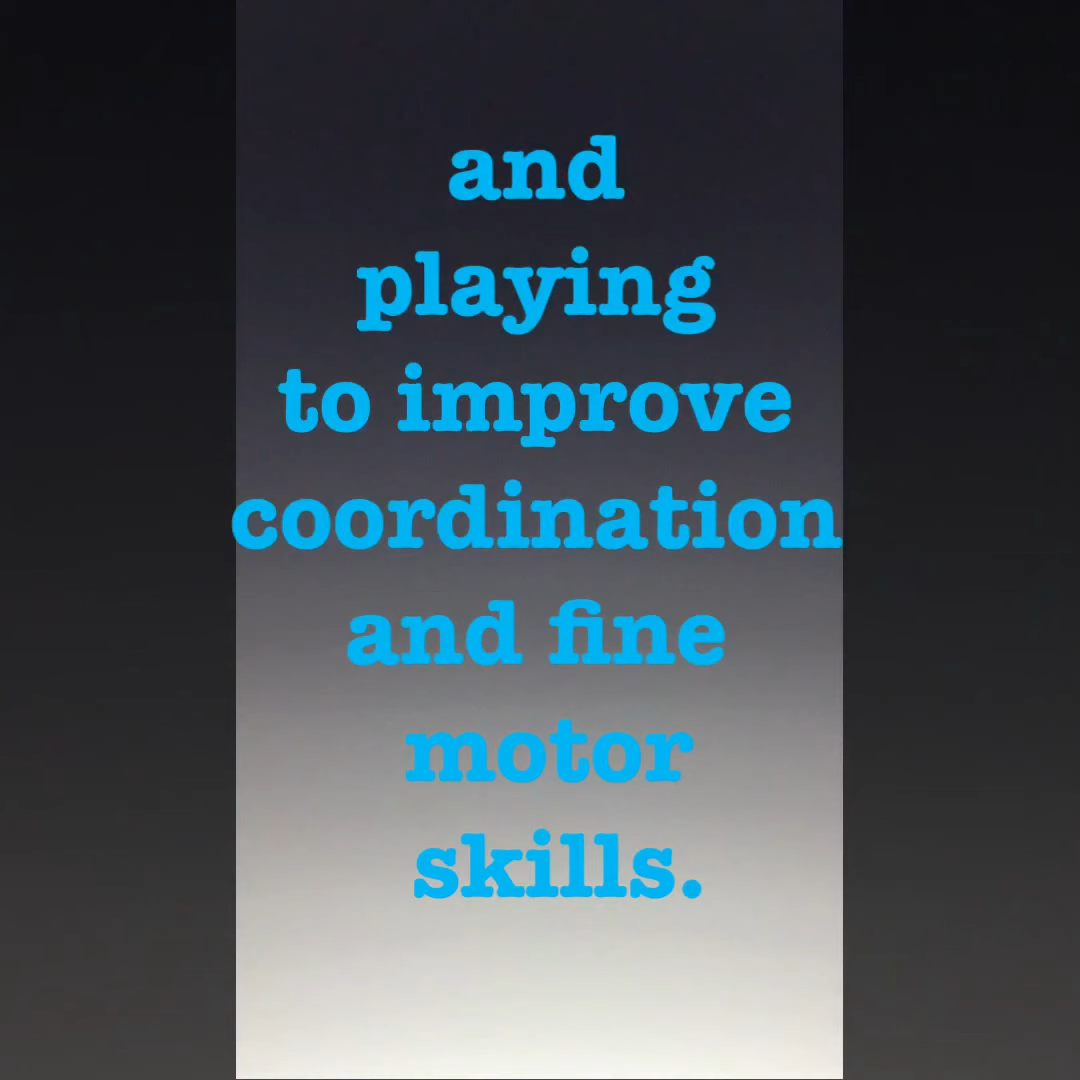 and
playing
to improve
coordination
and fine
motor
skills.